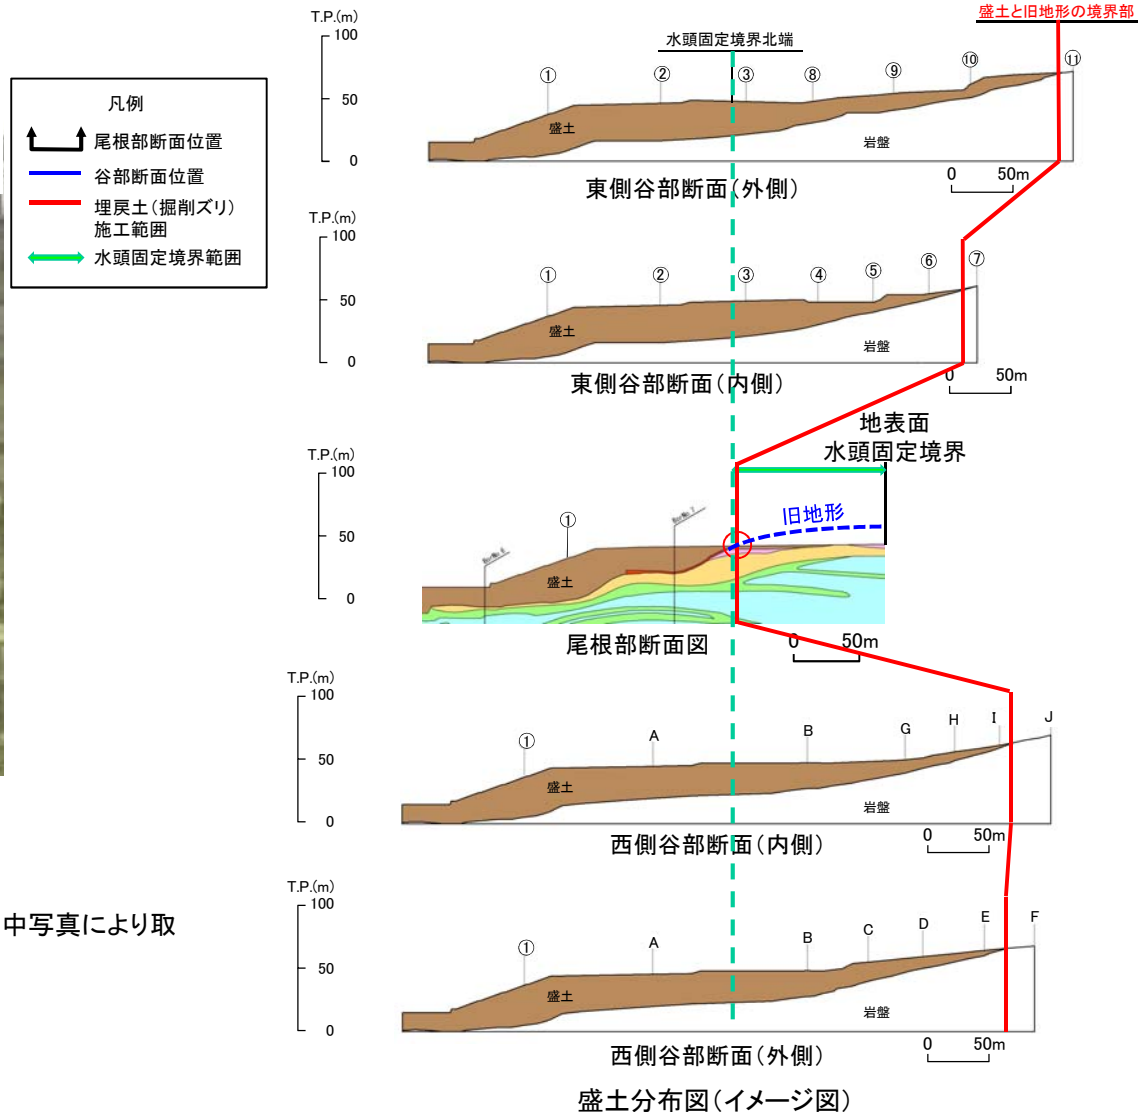 盛土と旧地形の境界部
T.P.(m)
水頭固定境界北端
100
50
0
① ② ③ ⑧ ⑨ ⑩ ⑪
盛土
岩盤
0 50m
東側谷部断面(外側)
凡例
尾根部断面位置
谷部断面位置
埋戻土(掘削ズリ)
施工範囲
水頭固定境界範囲
T.P.(m)
100
50
0
① ② ③ ④ ⑤ ⑥ ⑦
盛土
岩盤
0 50m
東側谷部断面(内側)
地表面
水頭固定境界
T.P.(m)
100
50
0
①
旧地形
盛土
0 50m
尾根部断面図
T.P.(m)
100
50
0
① A B G H I J
盛土
岩盤
0 50m
西側谷部断面(内側)
T.P.(m)
100
50
0
① A B C D E F
盛土
岩盤
0 50m
西側谷部断面(外側)
中写真により取
盛土分布図(イメージ図)